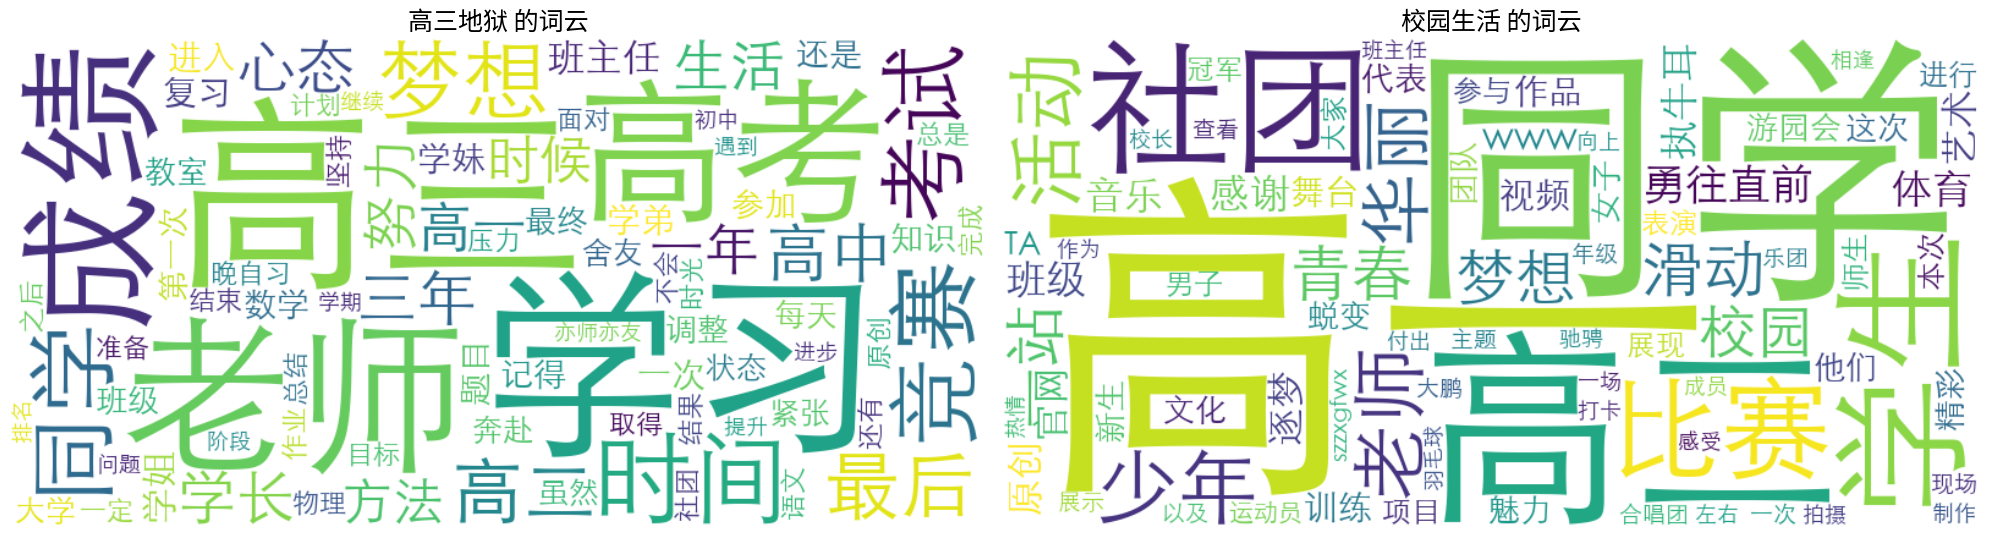 高三地狱 的词云
成绩
进入
心态
梦想
班主任
生活
还是
考试
复习
计划
继续
高三
高考
面对
初中
总是
教室
坚持
努力
学妹
时候
遇到
第一次
高二
最终
学弟
参加
压力
知识
完成
晚自习
舍友
不会
一年
高中
时光
之后
结束
数学
学期
三年
学习
亦师亦友
调整
每天
原创
竞赛
同学
准备
总结
老师
题目
记得
一次
状态
进步
班级
作业
奔赴
取得
结果
提升
紧张
还有
排名
问题
阶段
目标
学姐
大学
一定
学长
物理
方法
高一
虽然
时间
社团
语文
最后
校园生活 的词云
活动
社团
冠军
班主任
代表
华丽
同学
参与
作品
执牛耳
相逢
进行
校长
查看
大家
www
向上
游园会
这次
艺术
音乐
感谢
舞台
团队
视频
女子
勇往直前
体育
TA
作为
高一
青春
梦想
年级
表演
滑动
乐团
师生
本次
班级
男子
蜕变
官网
站
新生
热情
文化
逐梦
付出
主题
驰骋
展现
校园
学生
他们
szzxgfwx
老师
大鹏
高二
一场
打卡
成员
比赛
感受
精彩
原创
展示
少年
羽毛球
以及
运动员
训练
项目
魅力
合唱团
左右
一次
拍摄
现场
制作